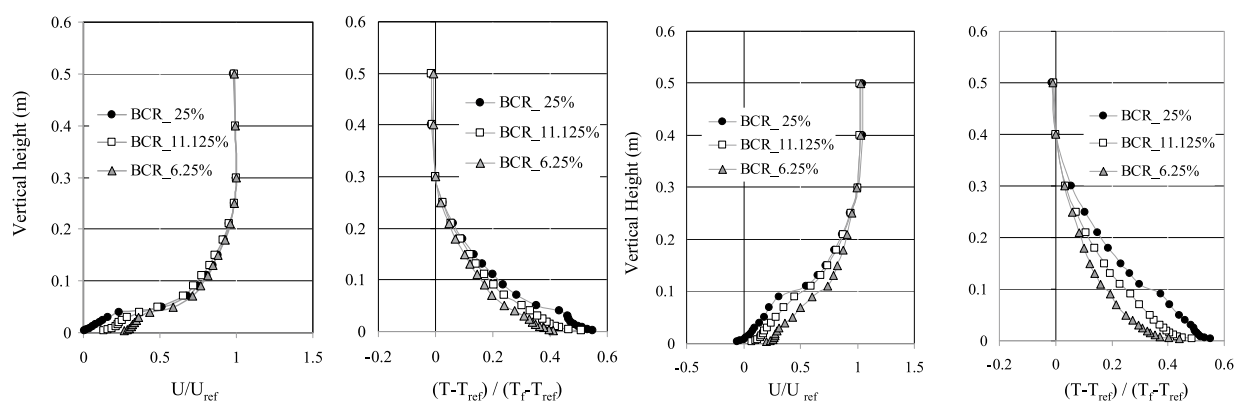 0.6
0.5
0.4
0.3
0.2
0.1
0
Vertical height (m)
BCR_ 25%
BCR_11.125%
BCR_6.25%
0 0.5 1 1.5
U/Uref
0.6
0.5
0.4
0.3
0.2
0.1
0
BCR_ 25%
BCR_11.125%
BCR_6.25%
-0.2 0 0.2 0.4 0.6
(T-Tref) / (Tf-Tref)
0.6
0.5
0.4
0.3
0.2
0.1
0
Vertical Height (m)
BCR_ 25%
BCR_11.125%
BCR_6.25%
-0.5 0 0.5 1 1.5
U/Uref
0.6
0.5
0.4
0.3
0.2
0.1
0
BCR_ 25%
BCR_11.125%
BCR_6.25%
-0.2 0 0.2 0.4 0.6
(T-Tref) / (Tf-Tref)